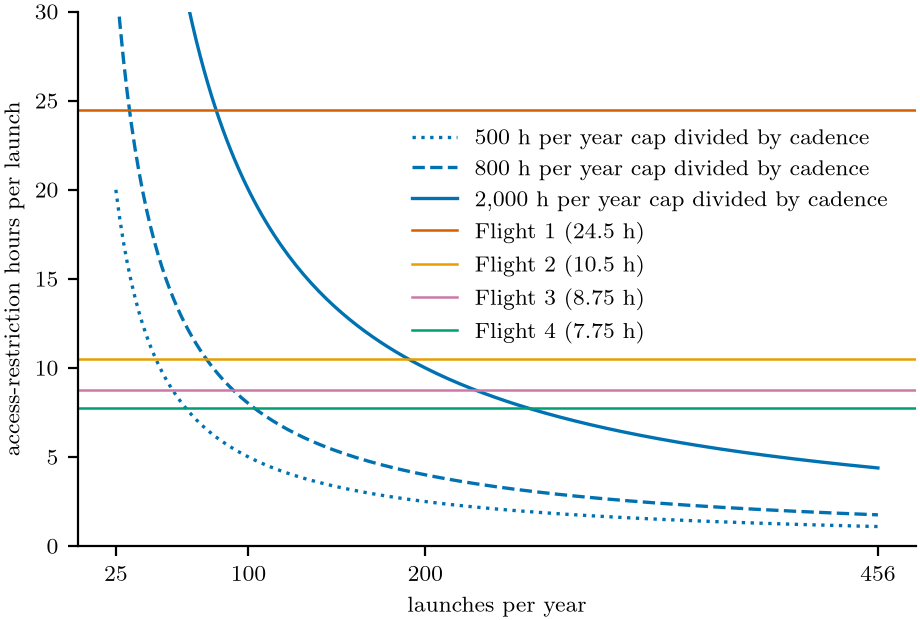 30
25
20
15
10
5
0
access-restriction hours per launch
500 h per year cap divided by cadence
800 h per year cap divided by cadence
2,000 h per year cap divided by cadence
Flight 1 (24.5 h)
Flight 2 (10.5 h)
Flight 3 (8.75 h)
Flight 4 (7.75 h)
25
100
200
456
launches per year